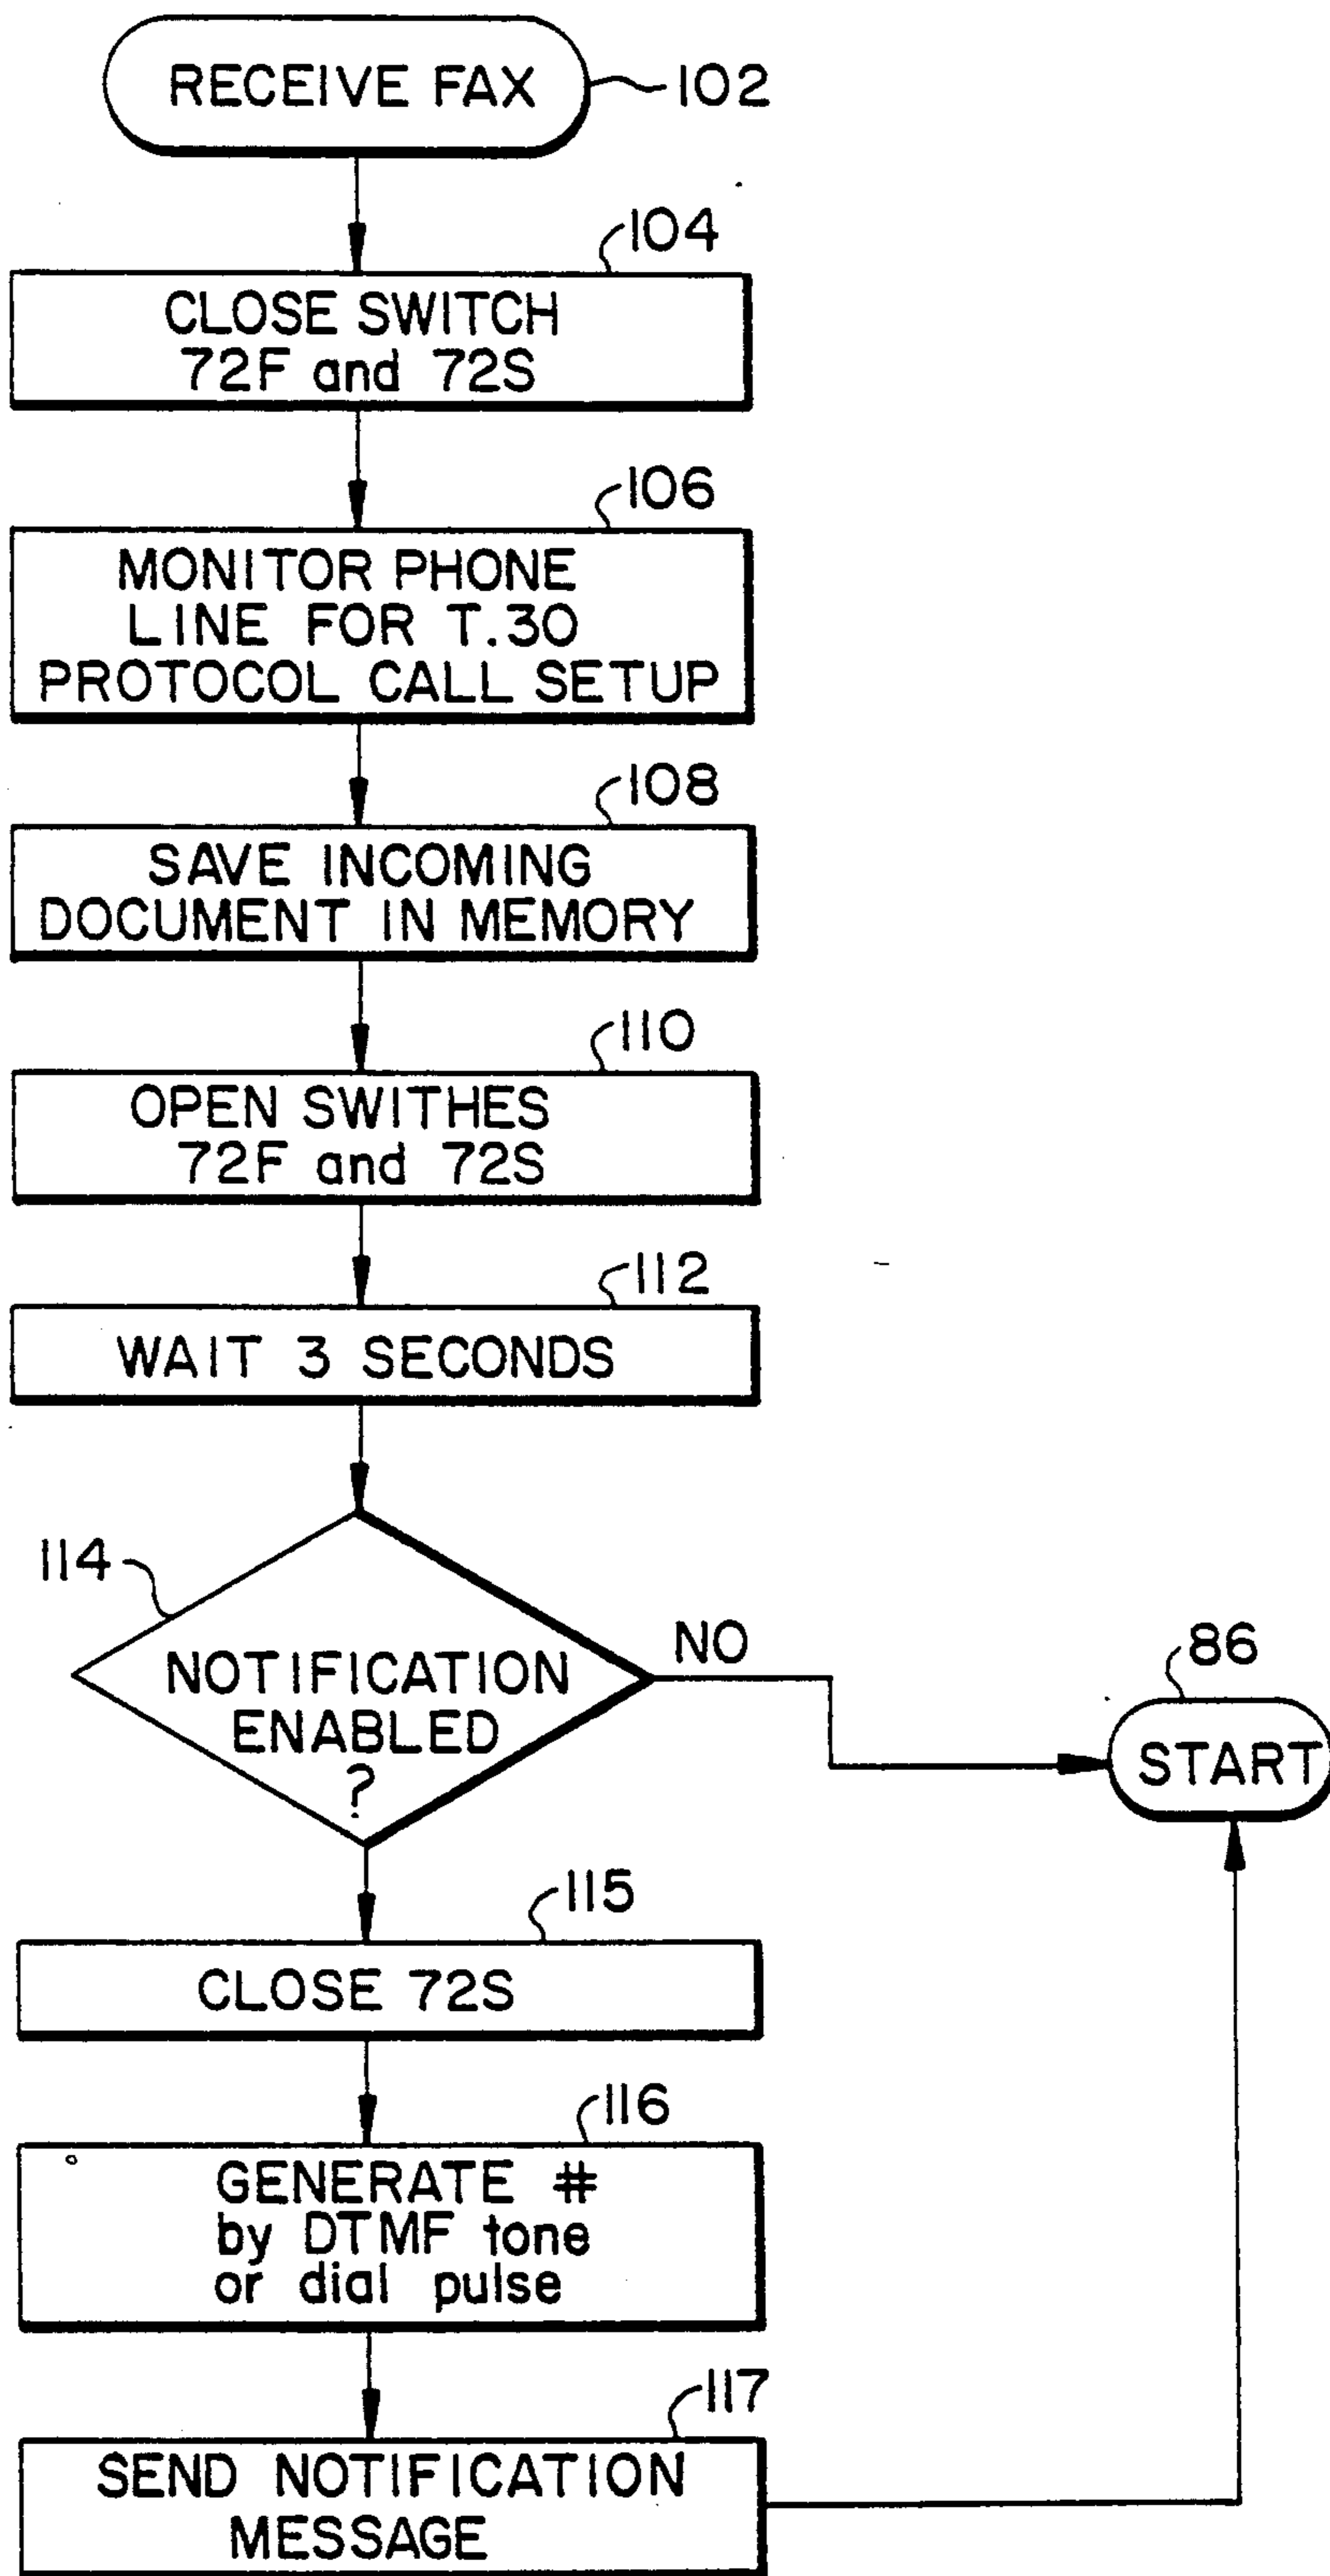 RECEIVE FAX
102
104
CLOSE SWITCH
72F and 72S
106
MONITOR PHONE
LINE FOR T.30
PROTOCOL CALL SETUP
108
SAVE INCOMING
DOCUMENT IN MEMORY
110
OPEN SWITHES
72F and 72S
112
WAIT 3 SECONDS
114
NOTIFICATION
ENABLED
?
NO
86
START
115
CLOSE 72S
116
GENERATE #
by DTMF tone
or dial pulse
117
SEND NOTIFICATION
MESSAGE